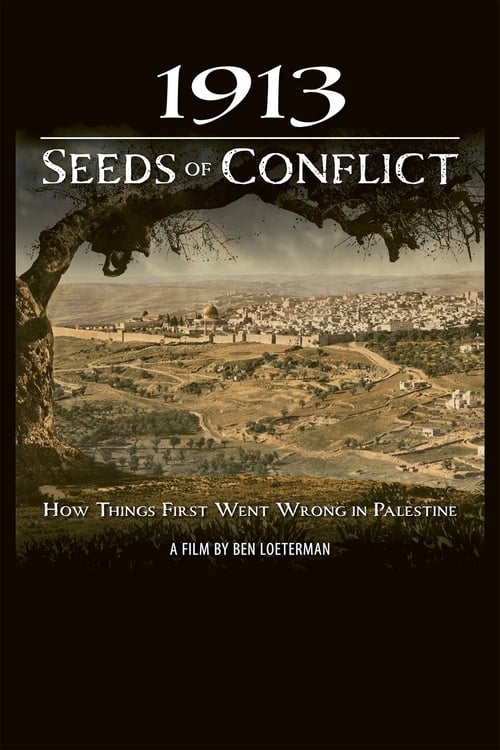 1913
SEEDS OF CONFLICT
HOW THINGS FIRST WENT WRONG IN PALESTINE
A FILM BY BEN LOETERMAN